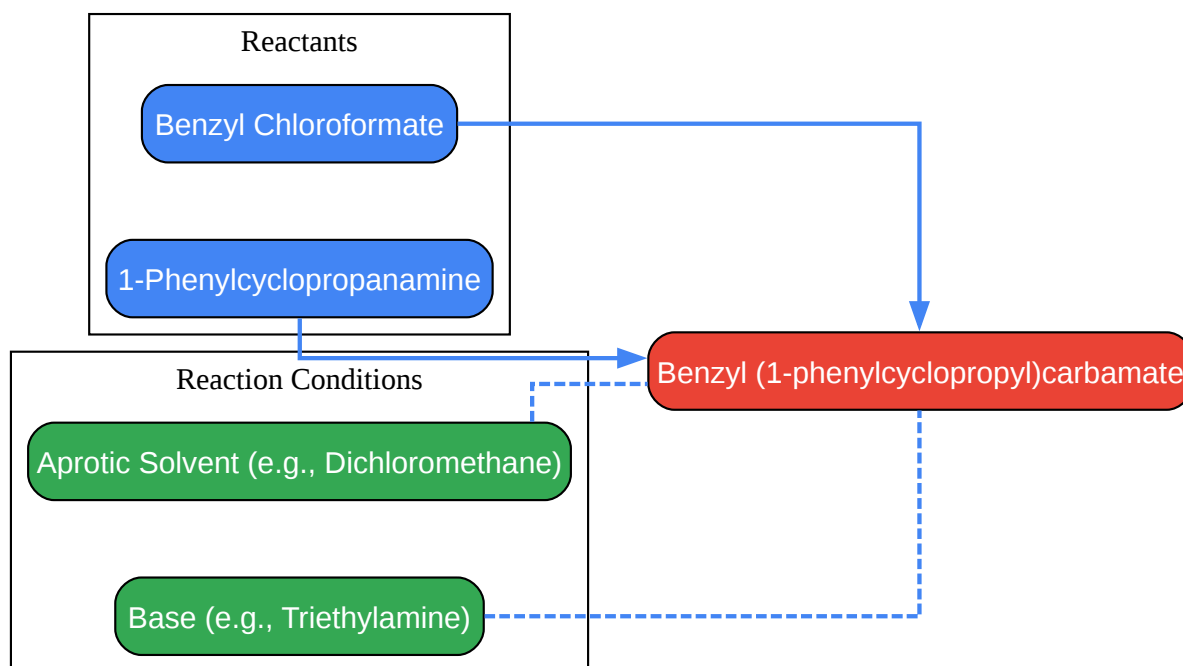 Reactants
Benzyl Chloroformate
1-Phenylcyclopropanamine
Benzyl (1-phenylcyclopropyl)carbamate
Reaction Conditions
Aprotic Solvent (e.g., Dichloromethane)
Base (e.g., Triethylamine)